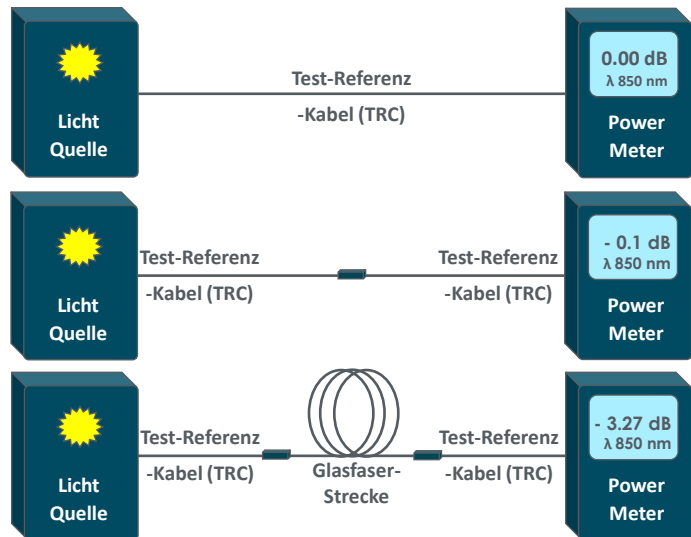 Licht
Quelle
Test-Referenz
-Kabel (TRC)
0.00 dB
λ 850 nm
Power
Meter
Licht
Quelle
Test-Referenz
-Kabel (TRC)
Test-Referenz
-Kabel (TRC)
- 0.1 dB
λ 850 nm
Power
Meter
Licht
Quelle
Test-Referenz
-Kabel (TRC)
Glasfaser-
Strecke
Test-Referenz
-Kabel (TRC)
- 3.27 dB
λ 850 nm
Power
Meter